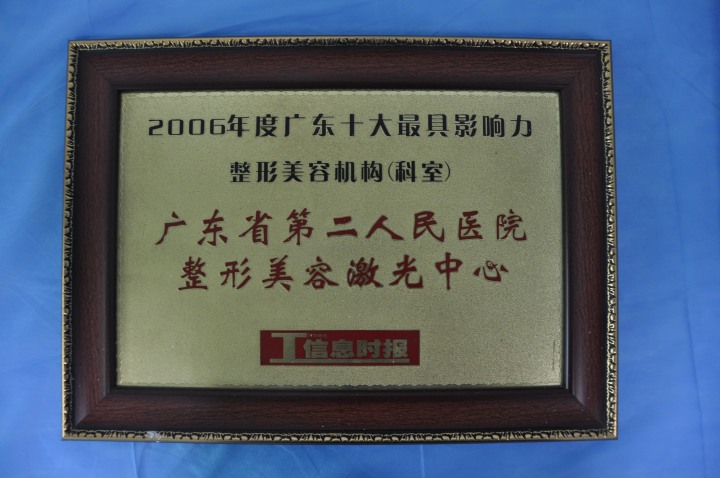 2006年度广东十大最具影响力
整形美容机构(科室)
广东省第二人民医院
整形美容激光中心
信息时报